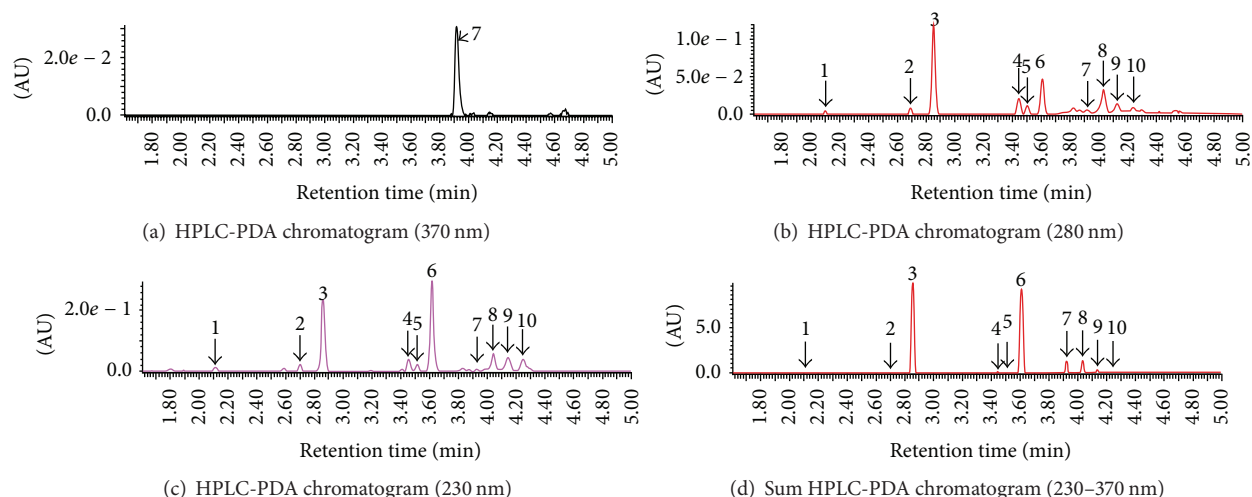 2.0e − 2
0.0
(AU)
7
1.80 2.00 2.20 2.40 2.60 2.80 3.00 3.20 3.40 3.60 3.80 4.00 4.20 4.40 4.60 4.80 5.00
Retention time (min)
(a) HPLC-PDA chromatogram (370 nm)
1.0e − 1
5.0e − 2
0.0
(AU)
1 2 3 4 5 6 7 8 9 10
1.80 2.00 2.20 2.40 2.60 2.80 3.00 3.20 3.40 3.60 3.80 4.00 4.20 4.40 4.60 4.80 5.00
Retention time (min)
(b) HPLC-PDA chromatogram (280 nm)
2.0e − 1
0.0
(AU)
1 2 3 4 5 6 7 8 9 10
1.80 2.00 2.20 2.40 2.60 2.80 3.00 3.20 3.40 3.60 3.80 4.00 4.20 4.40 4.60 4.80 5.00
Retention time (min)
(c) HPLC-PDA chromatogram (230 nm)
5.0
0.0
(AU)
1 2 3 4 5 6 7 8 9 10
1.80 2.00 2.20 2.40 2.60 2.80 3.00 3.20 3.40 3.60 3.80 4.00 4.20 4.40 4.60 4.80 5.00
Retention time (min)
(d) Sum HPLC-PDA chromatogram (230–370 nm)